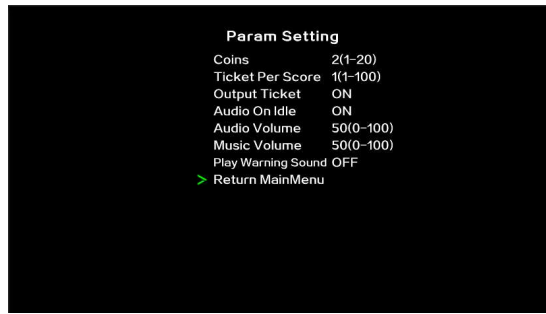 Param Setting
Coins 2(1-20)
Ticket Per Score 1(1-100)
Output Ticket ON
Audio On Idle ON
Audio Volume 50(0-100)
Music Volume 50(0-100)
Play Warning Sound OFF
> Return MainMenu